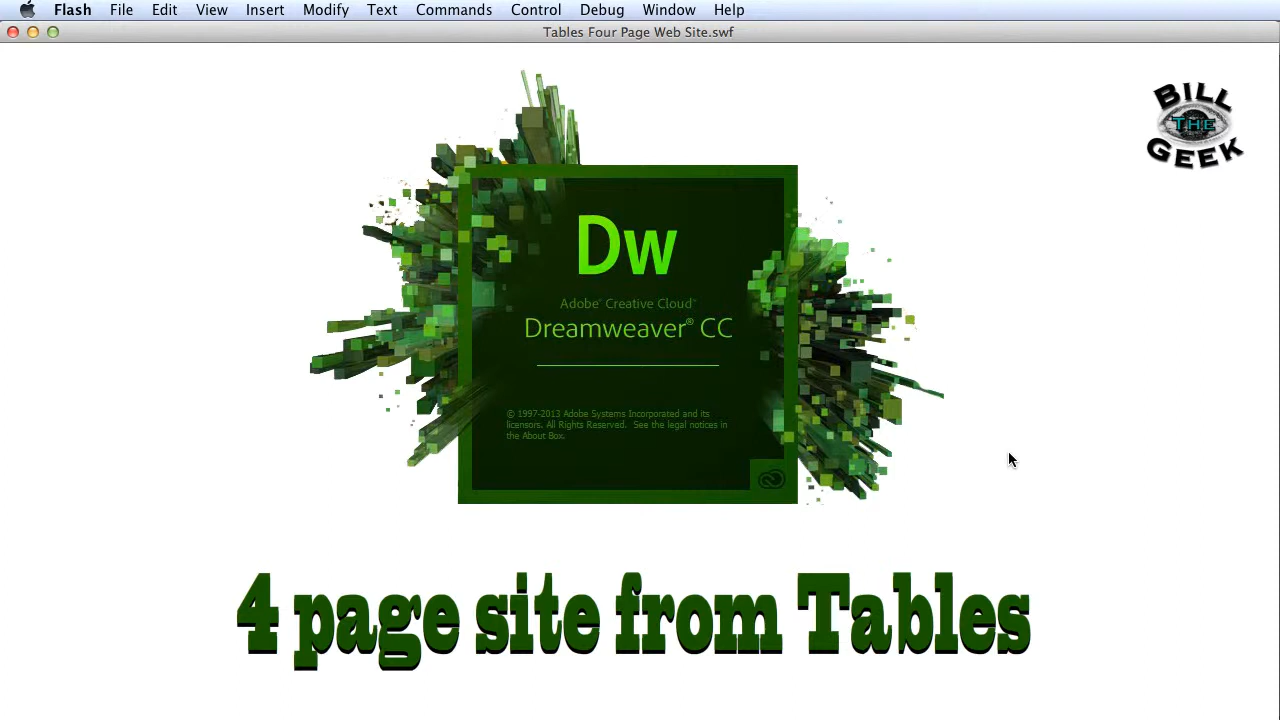 Flash File Edit View Insert Modify Text Commands Control Debug Window Help
Tables Four Page Web Site.swf
BILL
THE
GEEK
Dw
Adobe® Creative Cloud™
Dreamweaver® CC
© 1997-2013 Adobe Systems Incorporated and its
licensors. All Rights Reserved. See the legal notices in
the About Box.
4 page site from Tables